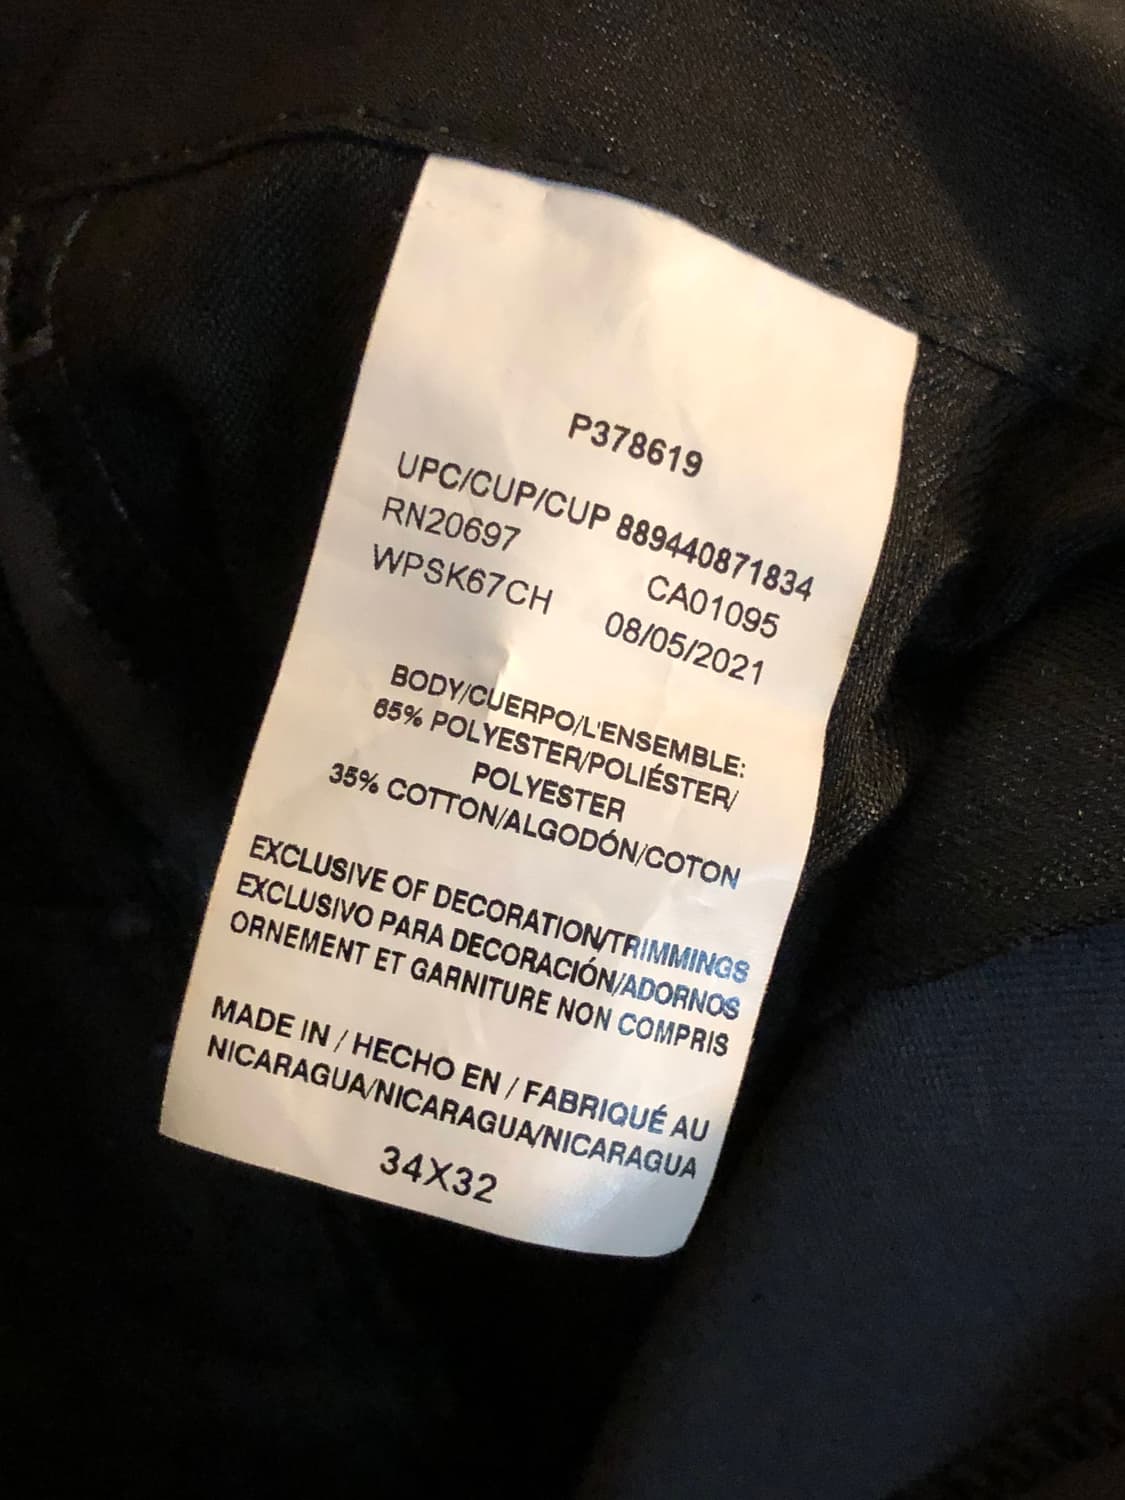 P378619
UPC/CUP/CUP 889440871834
RN20697 CA01095
WPSK67CH 08/05/2021
BODY/CUERPO/L'ENSEMBLE:
65% POLYESTER/POLIÉSTER/
POLYESTER
35% COTTON/ALGODÓN/COTON
EXCLUSIVE OF DECORATION/TRIMMINGS
EXCLUSIVO PARA DECORACIÓN/ADORNOS
ORNEMENT ET GARNITURE NON COMPRIS
MADE IN / HECHO EN / FABRIQUÉ AU
NICARAGUA/NICARAGUA/NICARAGUA
34X32